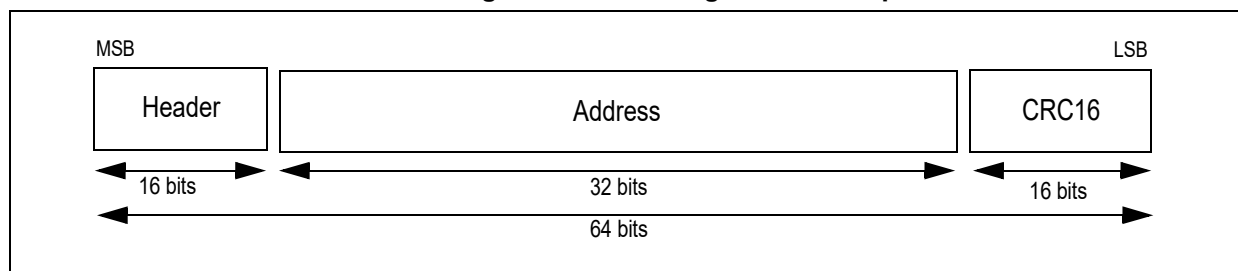 MSB LSB
Header Address CRC16
16 bits 32 bits 16 bits
64 bits